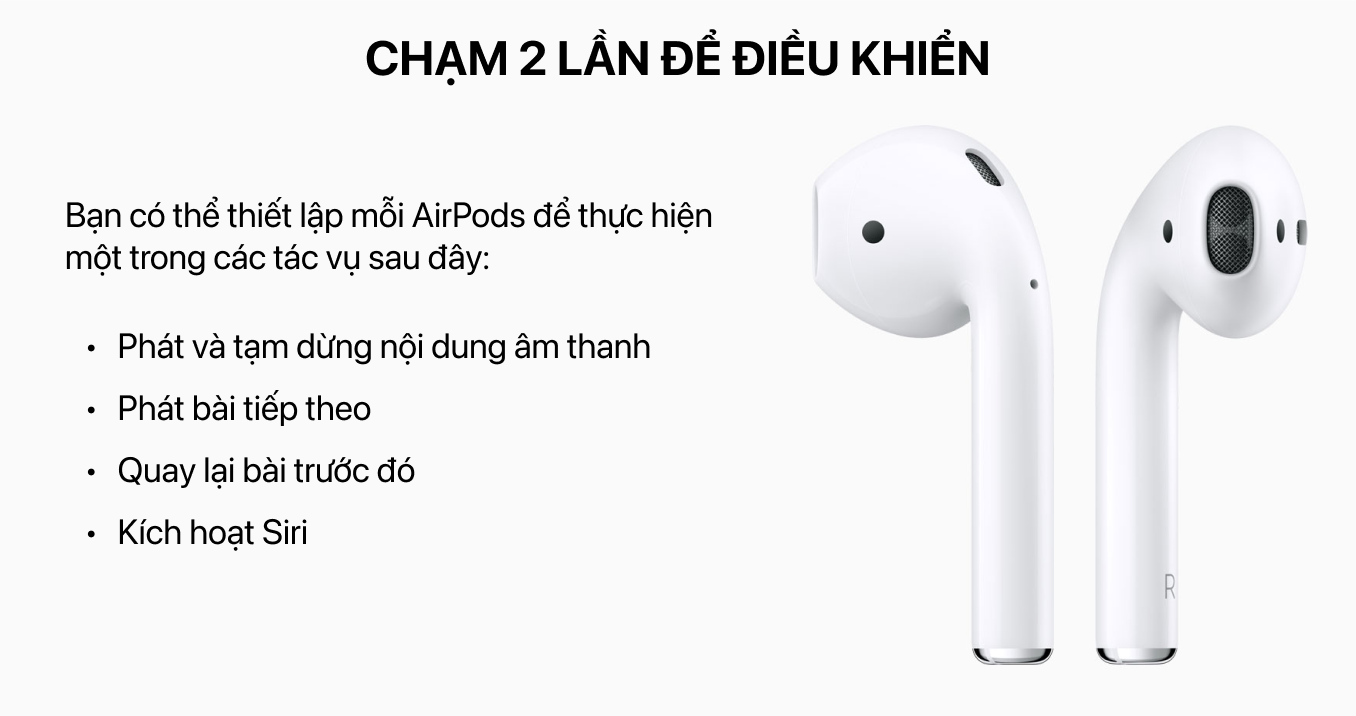 CHẠM 2 LẦN ĐỂ ĐIỀU KHIỂN
Bạn có thể thiết lập mỗi AirPods để thực hiện
một trong các tác vụ sau đây:
• Phát và tạm dừng nội dung âm thanh
• Phát bài tiếp theo
• Quay lại bài trước đó
• Kích hoạt Siri
R